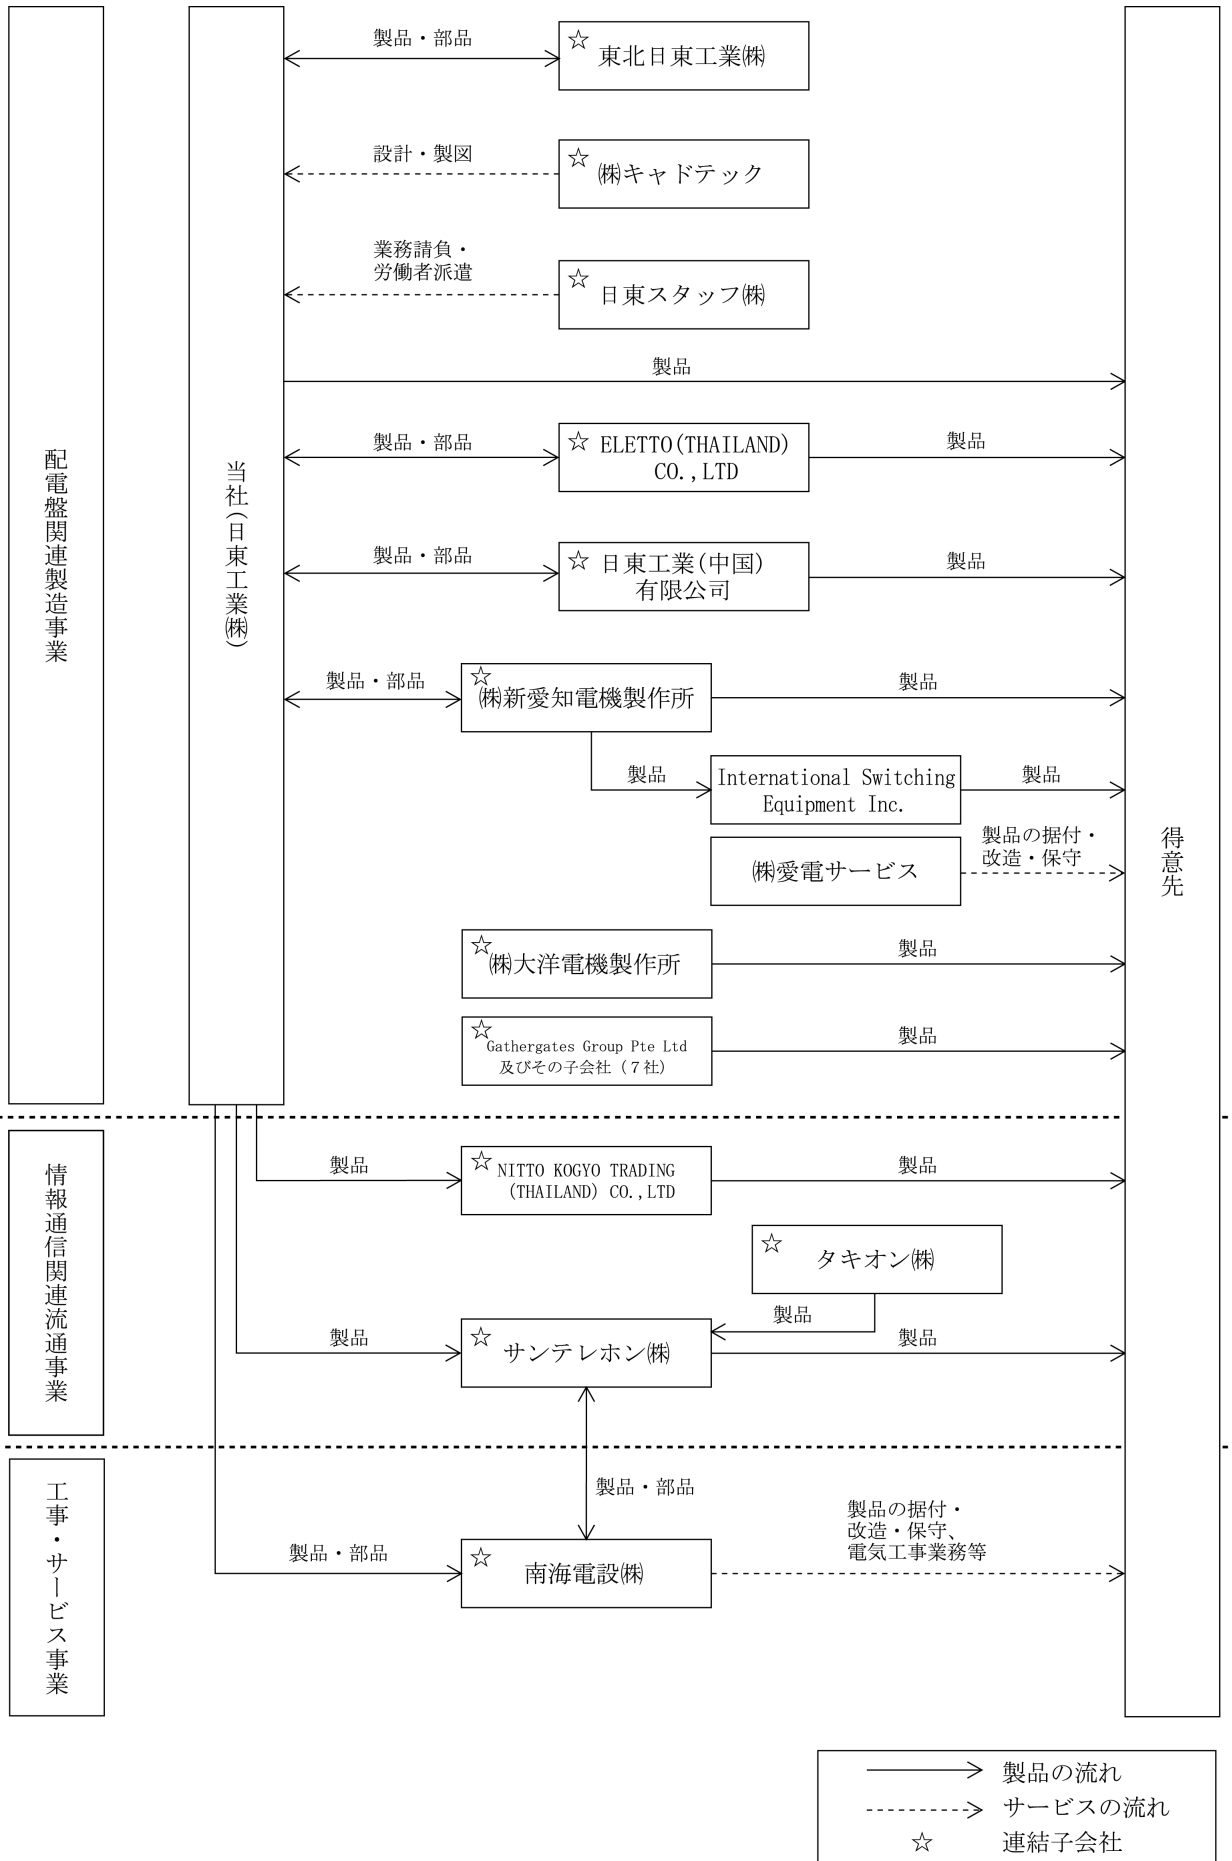 配電盤関連製造事業
当社(日東工業㈱)
製品・部品
☆ 東北日東工業㈱
設計・製図
☆ ㈱キャドテック
業務請負・
労働者派遣
☆ 日東スタッフ㈱
製品
製品・部品
☆ ELETTO(THAILAND)
CO.,LTD
製品
製品・部品
☆ 日東工業(中国)
有限公司
製品
製品・部品
☆ ㈱新愛知電機製作所
製品
製品
International Switching
Equipment Inc.
製品
㈱愛電サービス
製品の据付・
改造・保守
得意先
☆ ㈱大洋電機製作所
製品
☆ Gathergates Group Pte Ltd
及びその子会社(7社)
製品
情報通信関連流通事業
製品
☆ NITTO KOGYO TRADING
(THAILAND) CO.,LTD
製品
☆ タキオン㈱
製品
製品
☆ サンテレホン㈱
製品
工事・サービス事業
製品・部品
製品・部品
☆ 南海電設㈱
製品の据付・
改造・保守、
電気工事業務等
製品の流れ
サービスの流れ
☆ 連結子会社